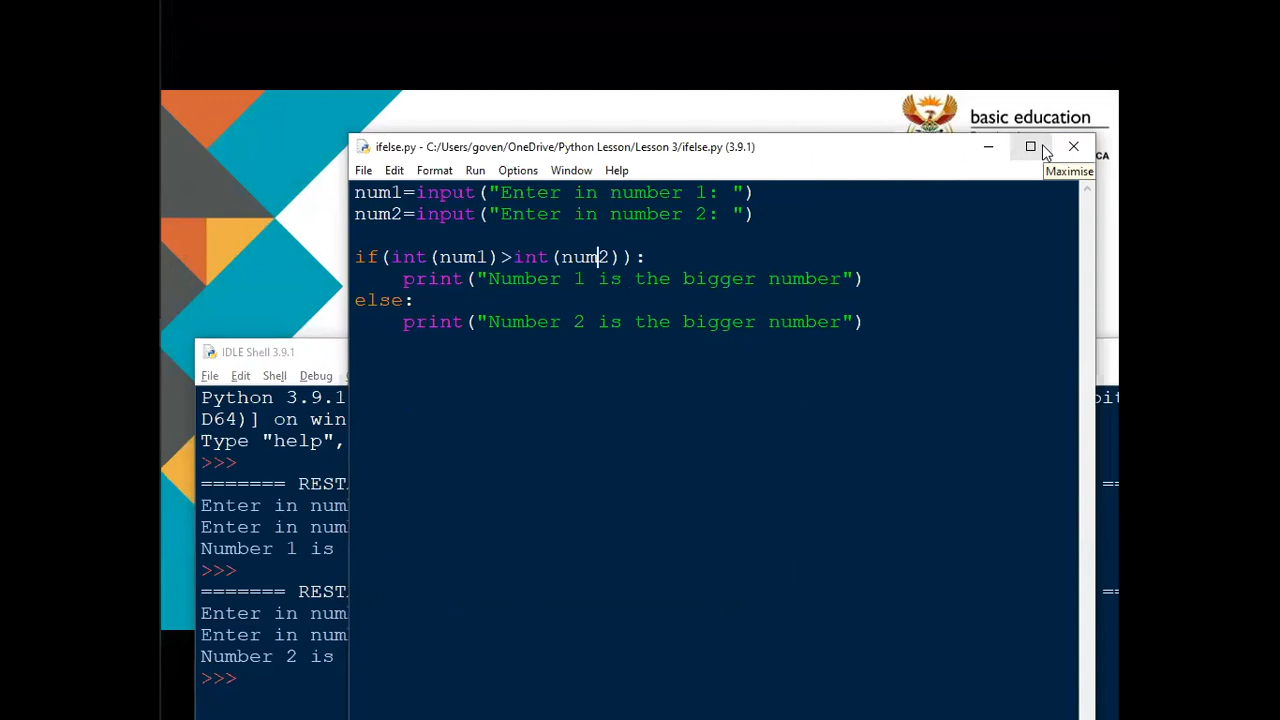 basic education
CA
ifelse.py - C:/Users/goven/OneDrive/Python Lesson/Lesson 3/ifelse.py (3.9.1)
File Edit Format Run Options Window Help
Maximise
num1=input("Enter in number 1: ")
num2=input("Enter in number 2: ")
if(int(num1)>int(num2)):
    print("Number 1 is the bigger number")
else:
    print("Number 2 is the bigger number")
IDLE Shell 3.9.1
File Edit Shell Debug
Python 3.9.1
D64)] on win
Type "help",
>>>
======= REST
Enter in num
Enter in num
Number 1 is
>>>
======= REST
Enter in num
Enter in num
Number 2 is
>>>